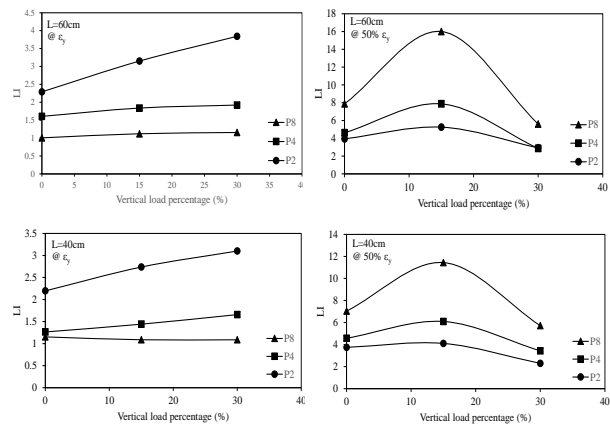 L=60cm
@ εy
LI
4.5
4
3.5
3
2.5
2
1.5
1
0.5
0
0 5 10 15 20 25 30 35 40
Vertical load percentage (%)
P8
P4
P2
L=60cm
@ 50% εy
LI
18
16
14
12
10
8
6
4
2
0
0 10 20 30 40
Vertical load percentage (%)
P8
P4
P2
L=40cm
@ εy
LI
3.5
3
2.5
2
1.5
1
0.5
0
0 10 20 30 40
Vertical load percentage (%)
P8
P4
P2
L=40cm
@ 50% εy
LI
14
12
10
8
6
4
2
0
0 10 20 30 40
Vertical load percentage (%)
P8
P4
P2